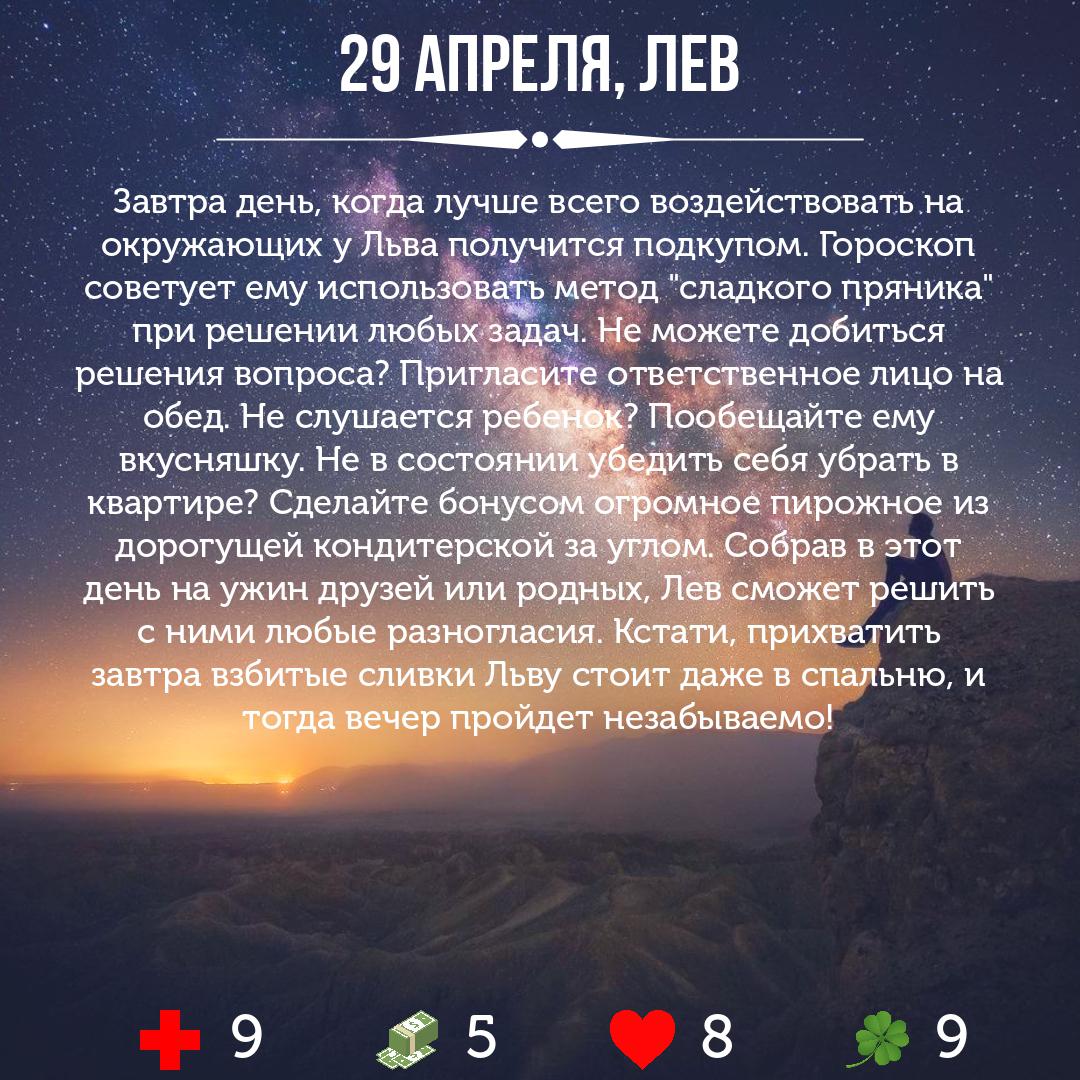 29 АПРЕЛЯ, ЛЕВ
Завтра день, когда лучше всего воздействовать на
окружающих у Льва получится подкупом. Гороскоп
советует ему использовать метод "сладкого пряника"
при решении любых задач. Не можете добиться
решения вопроса? Пригласите ответственное лицо на
обед. Не слушается ребенок? Пообещайте ему
вкусняшку. Не в состоянии убедить себя убрать в
квартире? Сделайте бонусом огромное пирожное из
дорогущей кондитерской за углом. Собрав в этот
день на ужин друзей или родных, Лев сможет решить
с ними любые разногласия. Кстати, прихватить
завтра взбитые сливки Льву стоит даже в спальню, и
тогда вечер пройдет незабываемо!
9 5 8 9